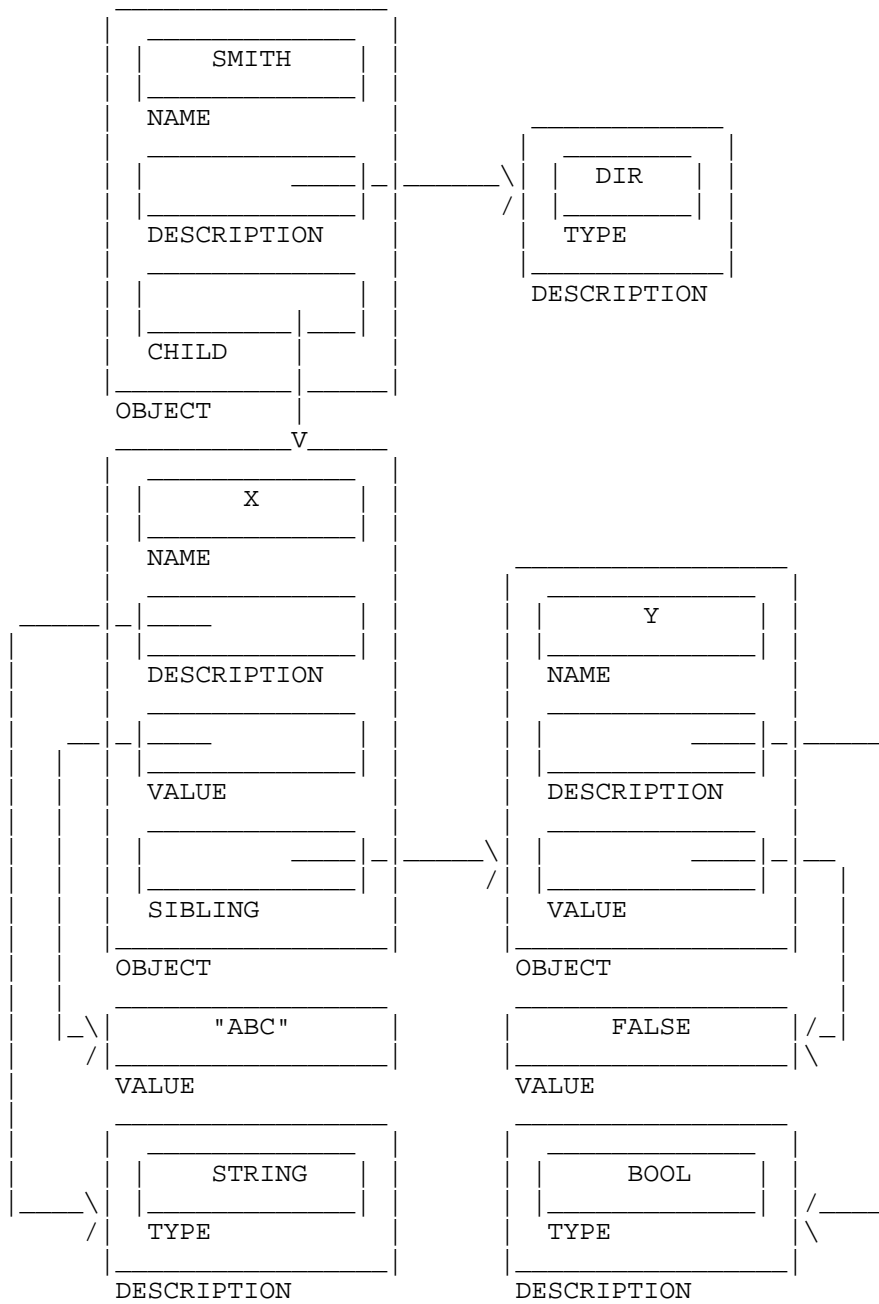 SMITH
NAME
DIR
DESCRIPTION TYPE
DESCRIPTION
CHILD
OBJECT
V
X
NAME
Y
DESCRIPTION NAME
VALUE DESCRIPTION
SIBLING VALUE
OBJECT OBJECT
"ABC" FALSE
VALUE VALUE
STRING BOOL
TYPE TYPE
DESCRIPTION DESCRIPTION